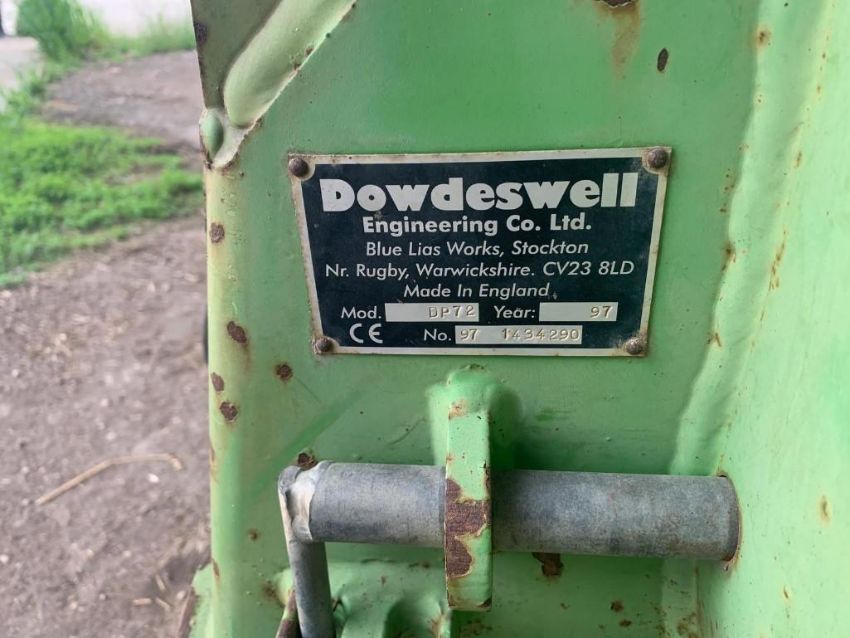 Dowdeswell
Engineering Co. Ltd.
Blue Lias Works, Stockton
Nr. Rugby, Warwickshire. CV23 8LD
Made In England
Mod. DP72 Year: 97
CE No. 97 1434290